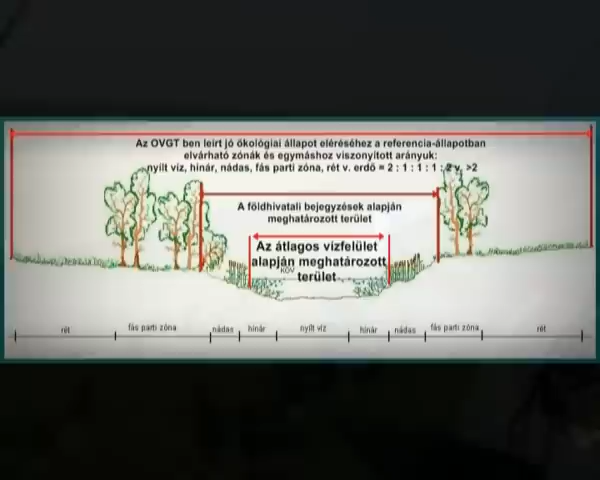 Az OVGT ben leírt jó ökológiai állapot eléréséhez a referencia-állapotban
elvárható zónák és egymáshoz viszonyított arányuk:
nyílt víz, hínár, nádas, fás parti zóna, rét v. erdő = 2 : 1 : 1 : 1 : 2 v. >2
A földhivatali bejegyzések alapján
meghatározott terület
Az átlagos vízfelület
alapján meghatározott
KÖV
terület
rét fás parti zóna nádas hínár nyílt víz hínár nádas fás parti zóna rét